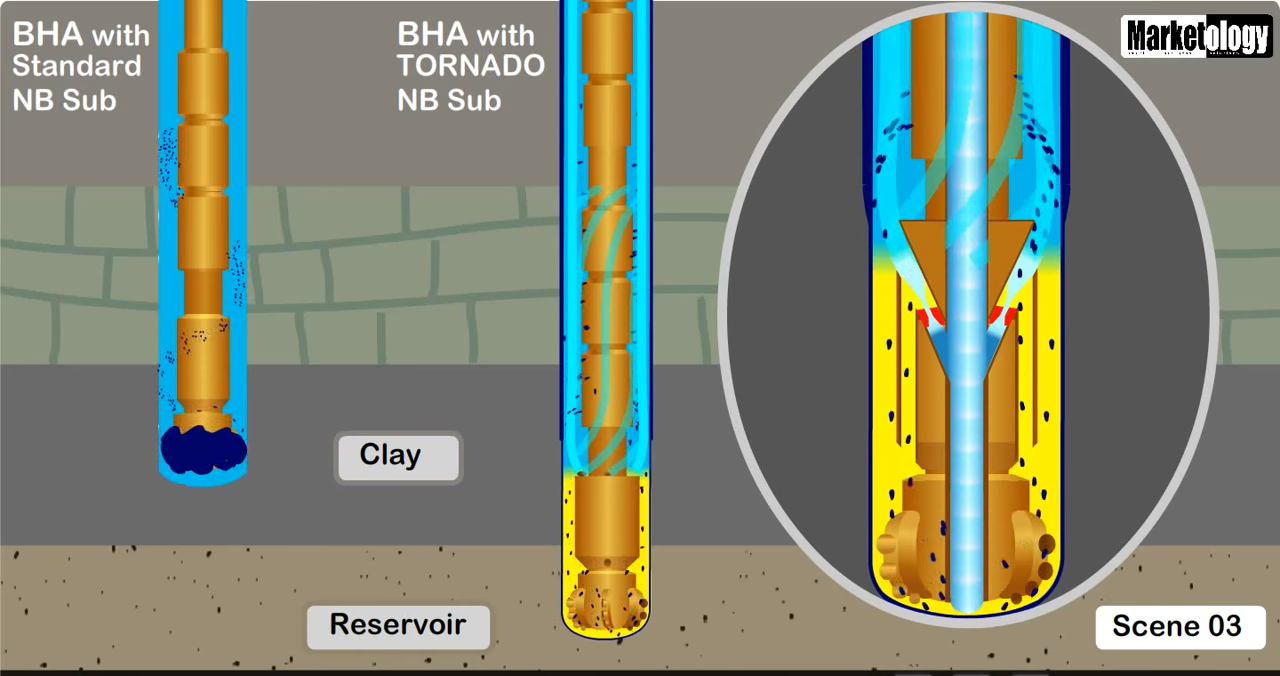 BHA with
Standard
NB Sub
BHA with
TORNADO
NB Sub
Marketology
Clay
Reservoir
Scene 03